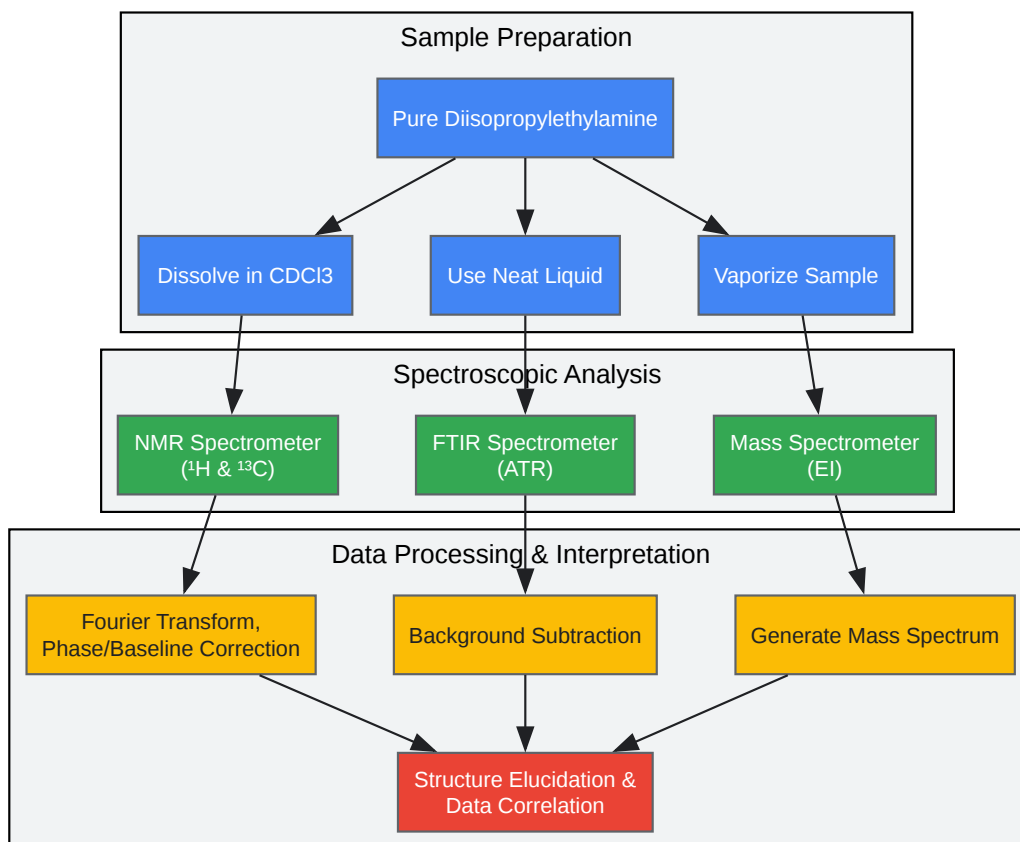 Sample Preparation
Pure Diisopropylethylamine
Dissolve in CDCl3
Use Neat Liquid
Vaporize Sample
Spectroscopic Analysis
NMR Spectrometer
(¹H & ¹³C)
FTIR Spectrometer
(ATR)
Mass Spectrometer
(EI)
Data Processing & Interpretation
Fourier Transform,
Phase/Baseline Correction
Background Subtraction
Generate Mass Spectrum
Structure Elucidation &
Data Correlation